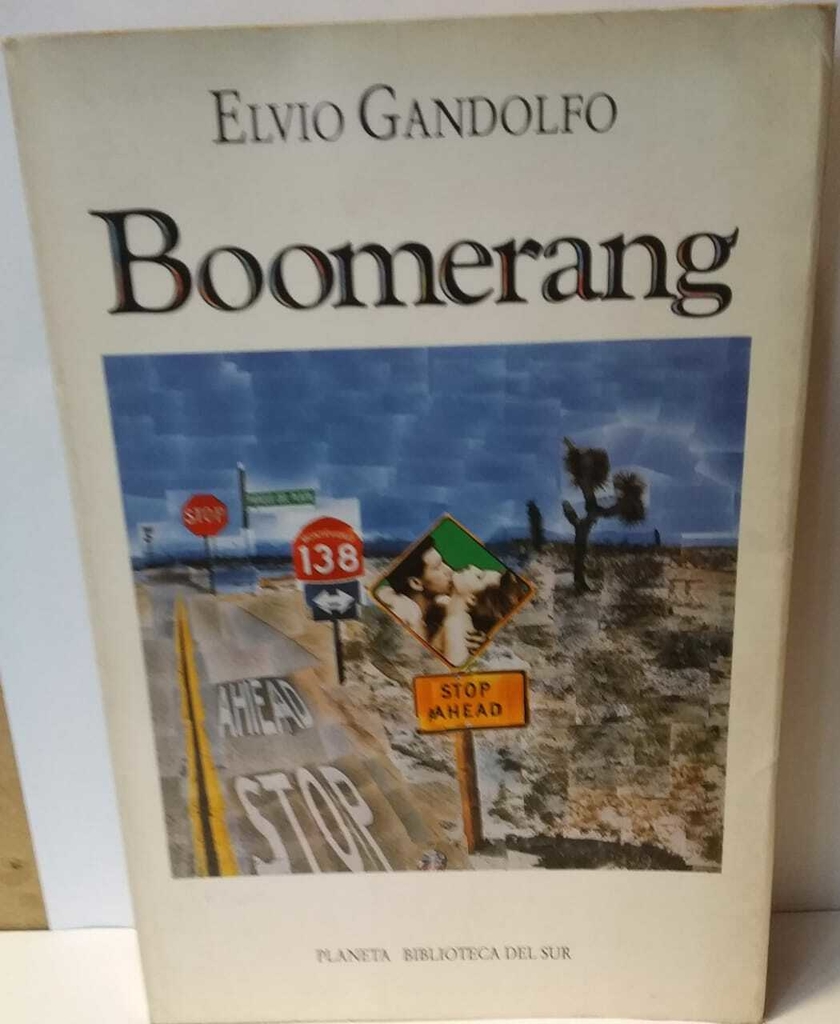 ELVIO GANDOLFO
Boomerang
STOP
138
STOP
AHEAD
AHEAD
STOP
PLANETA BIBLIOTECA DEL SUR